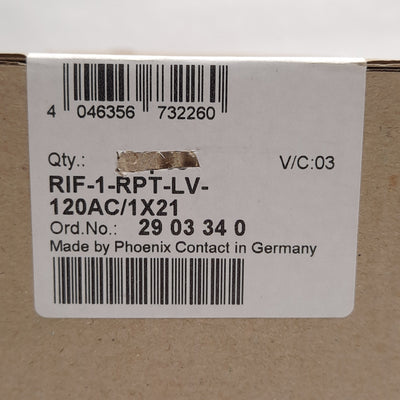 4 046356 732260
Qty.: V/C:03
RIF-1-RPT-LV-
120AC/1X21
Ord.No.: 29 03 34 0
Made by Phoenix Contact in Germany